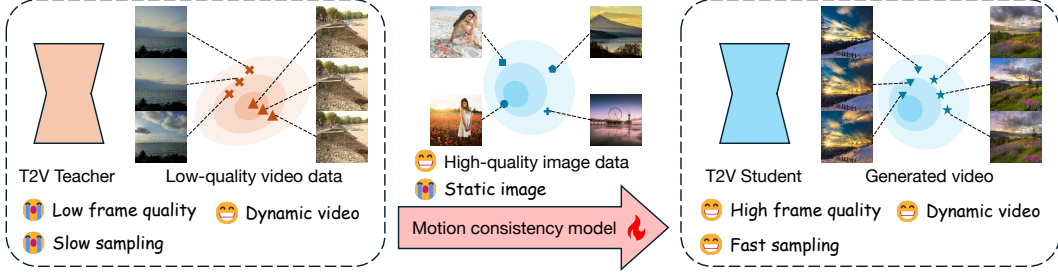 T2V Teacher
Low-quality video data
Low frame quality
Dynamic video
Slow sampling
High-quality image data
Static image
Motion consistency model
T2V Student
Generated video
High frame quality
Dynamic video
Fast sampling